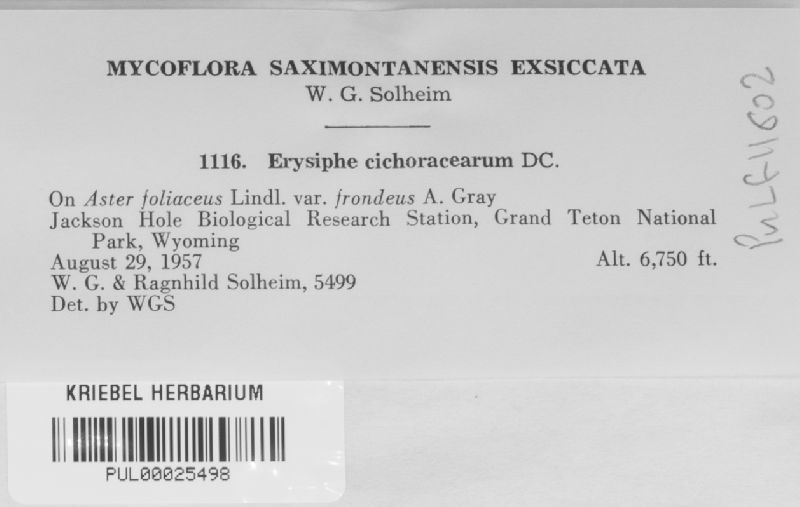 MYCOFLORA SAXIMONTANENSIS EXSICCATA
W. G. Solheim
1116. Erysiphe cichoracearum DC.
On Aster foliaceus Lindl. var. frondeus A. Gray
Jackson Hole Biological Research Station, Grand Teton National
Park, Wyoming
August 29, 1957 Alt. 6,750 ft.
W. G. & Ragnhild Solheim, 5499
Det. by WGS
PULF11602
KRIEBEL HERBARIUM
PUL00025498